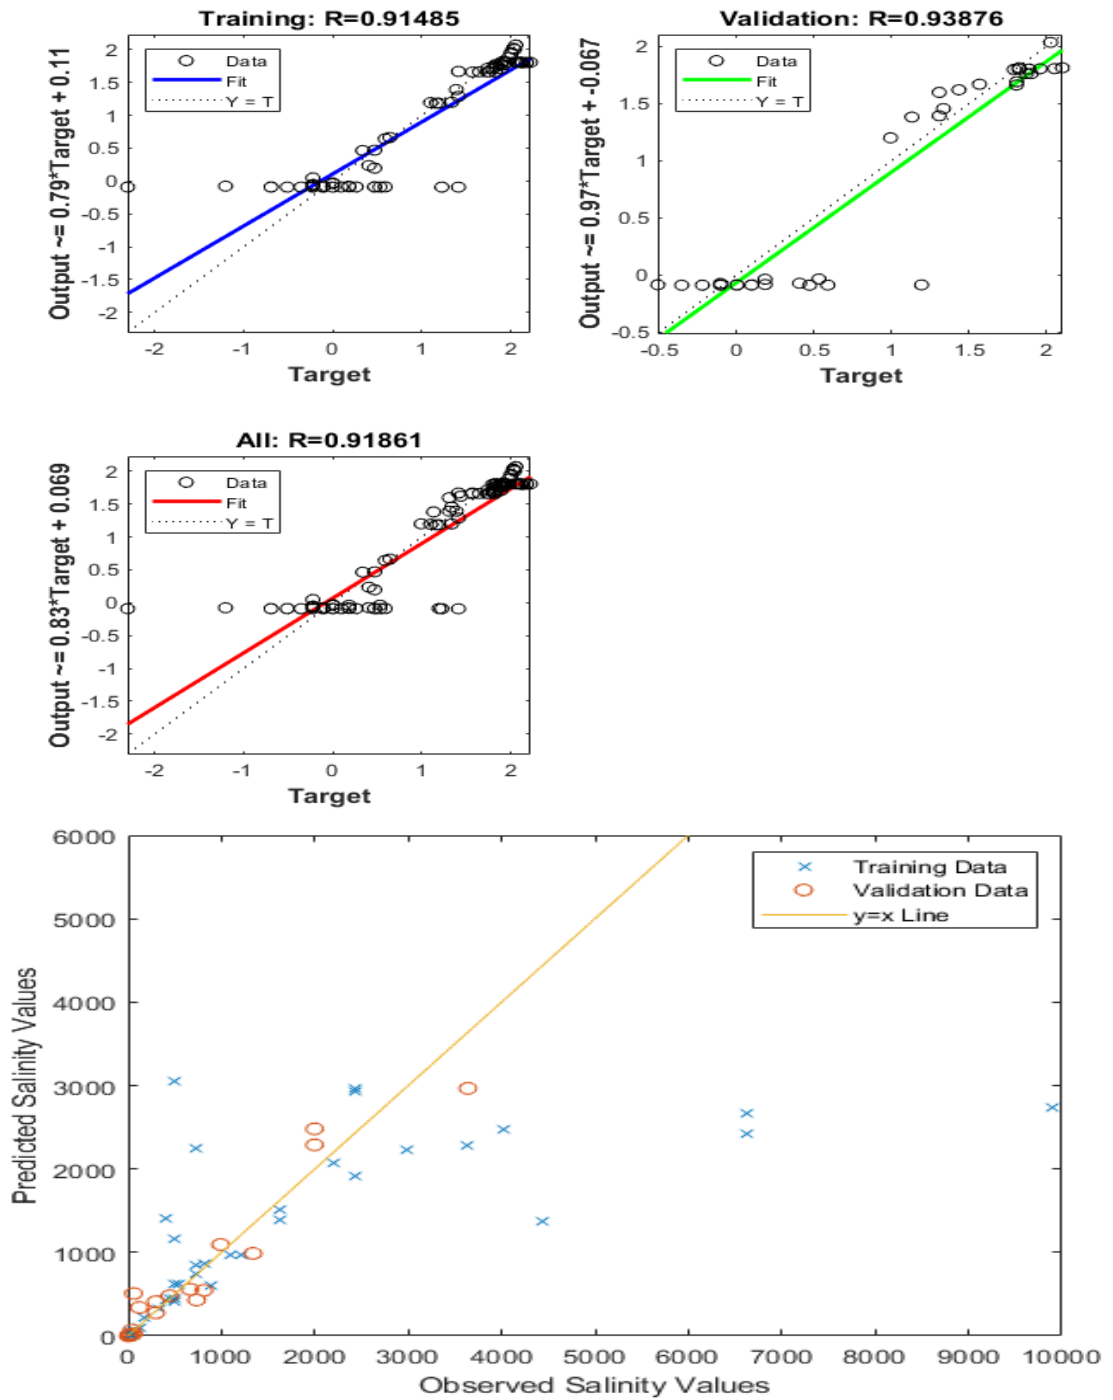 Training: R=0.91485
Output ~= 0.79*Target + 0.11
2
1.5
1
0.5
0
-0.5
-1
-1.5
-2
Data
Fit
Y = T
-2 -1 0 1 2
Target
Validation: R=0.93876
Output ~= 0.97*Target + -0.067
2
1.5
1
0.5
0
-0.5
Data
Fit
Y = T
-0.5 0 0.5 1 1.5 2
Target
All: R=0.91861
Output ~= 0.83*Target + 0.069
2
1.5
1
0.5
0
-0.5
-1
-1.5
-2
Data
Fit
Y = T
-2 -1 0 1 2
Target
Predicted Salinity Values
6000
5000
4000
3000
2000
1000
0
Training Data
Validation Data
y=x Line
0 1000 2000 3000 4000 5000 6000 7000 8000 9000 10000
Observed Salinity Values